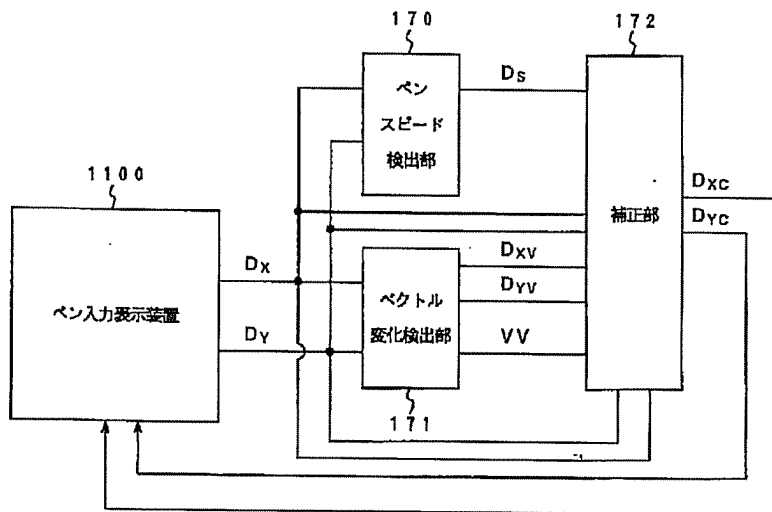 170
172
ペン
スピード
検出部
Ds
1100
補正部
DXC
DYC
DX
DXV
ペン入力表示装置
ベクトル
変化検出部
DYV
DY
VV
171